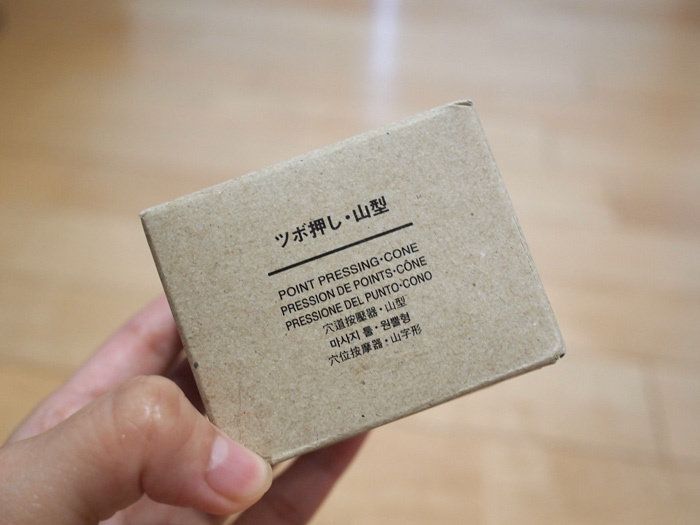 ツボ押し・山型
POINT PRESSING・CONE
PRESSION DE POINTS・CÔNE
PRESSIONE DEL PUNTO・CONO
穴道按壓器・山型
마사지 툴・원뿔형
穴位按摩器・山字形